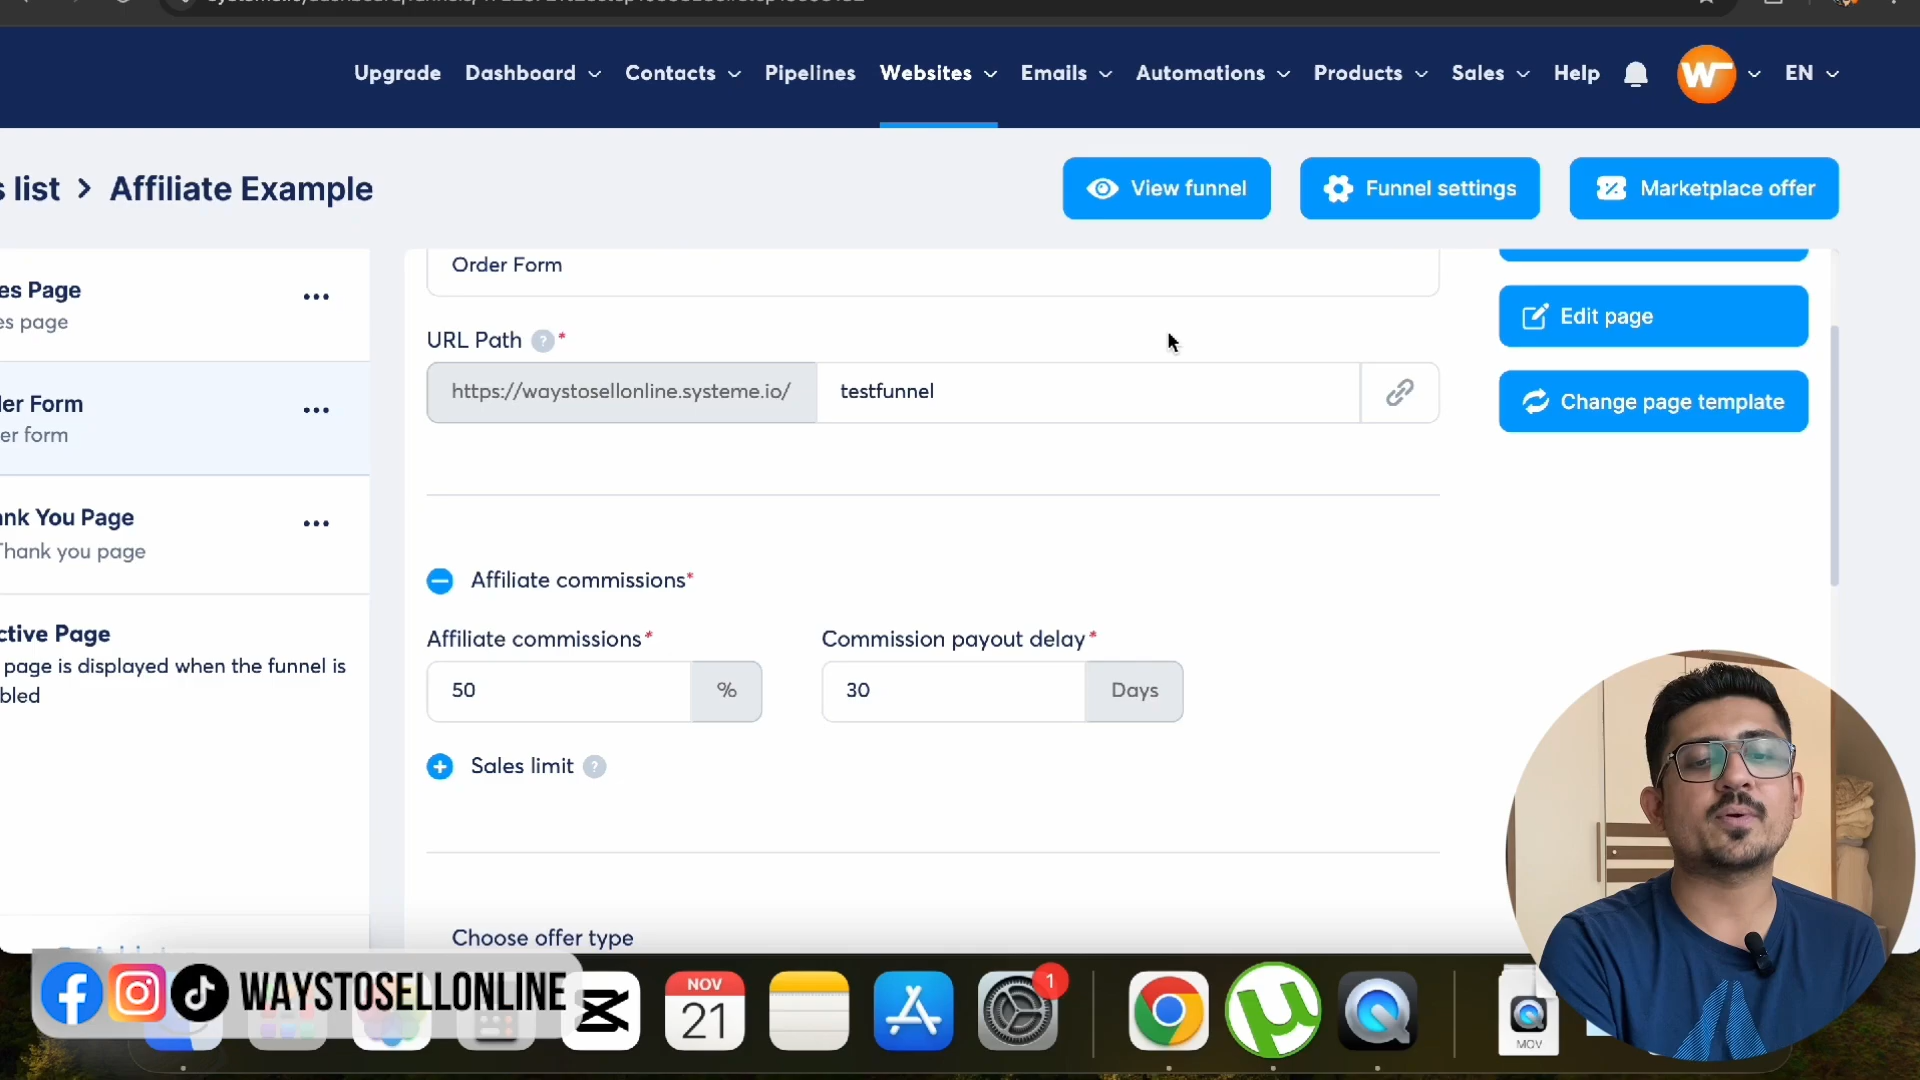 Upgrade Dashboard Contacts Pipelines Websites Emails Automations Products Sales Help W EN
s list > Affiliate Example
View funnel
Funnel settings
Marketplace offer
es Page
es page
der Form
er form
ank You Page
Thank you page
ctive Page
page is displayed when the funnel is
bled
Order Form
URL Path ? *
https://waystosellonline.systeme.io/ testfunnel
Affiliate commissions*
Affiliate commissions* Commission payout delay*
50 % 30 Days
Sales limit ?
Choose offer type
Edit page
Change page template
WAYSTOSELLONLINE
NOV
21
1
MOV